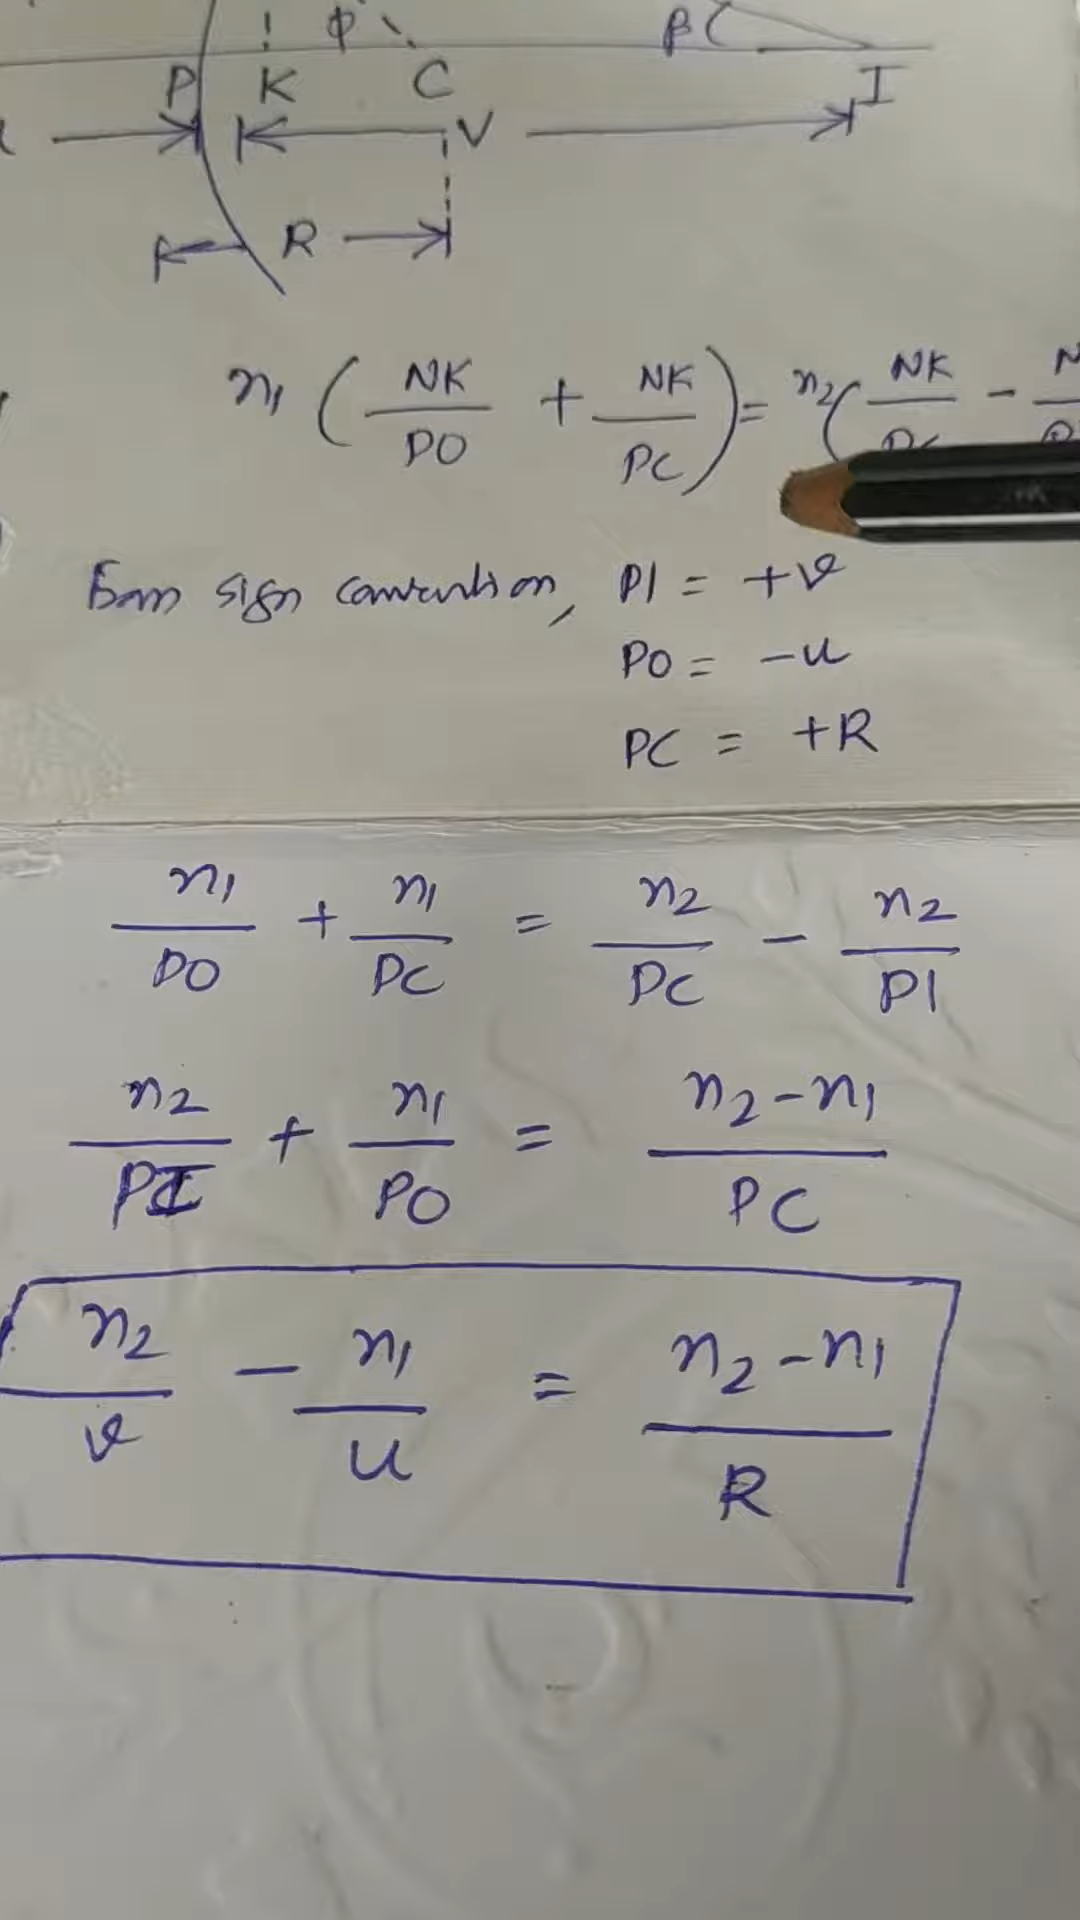 ϕ β
P K C I
V
R
n₁ ( NK/PO + NK/PC ) = n₂ ( NK/PC -
From sign convention, PI = +v
PO = -u
PC = +R
n₁/PO + n₁/PC = n₂/PC - n₂/PI
n₂/PI + n₁/PO = n₂-n₁/PC
n₂/v - n₁/u = n₂-n₁/R